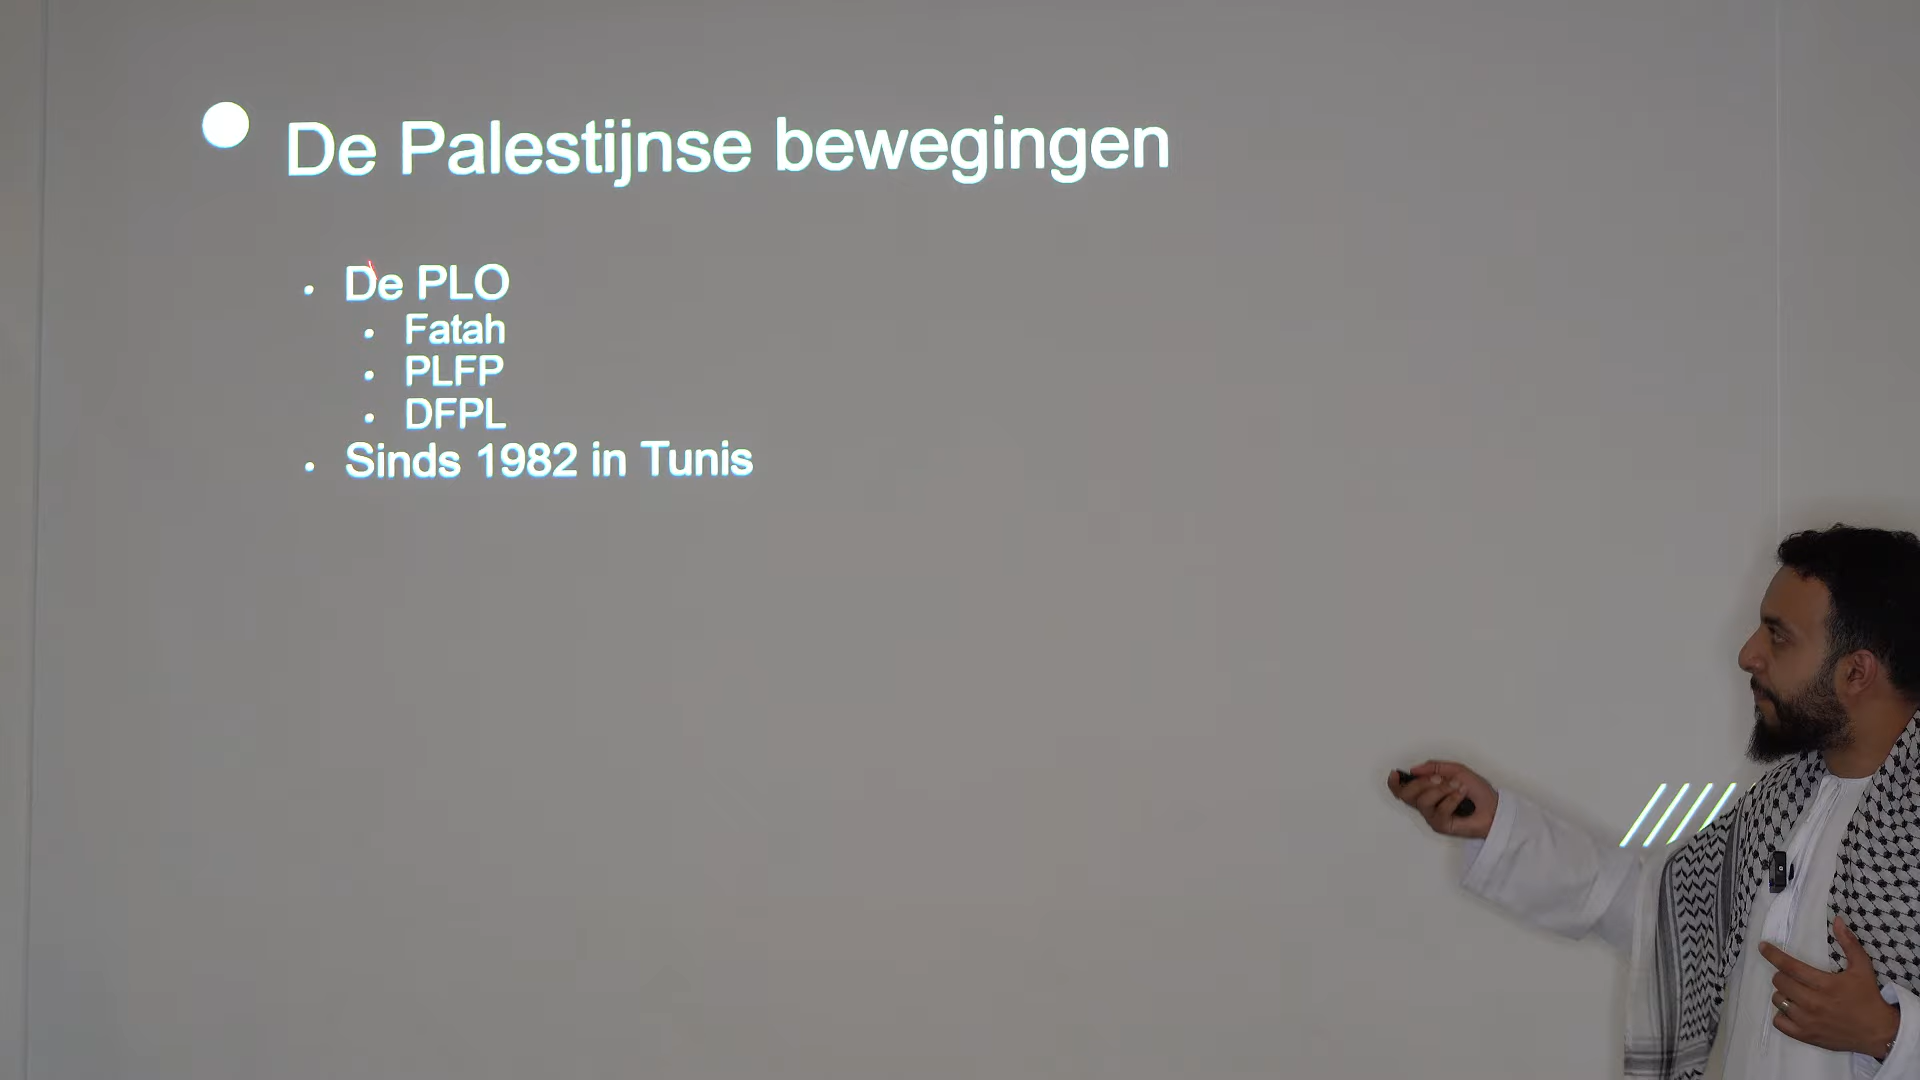 De Palestijnse bewegingen
De PLO
Fatah
PLFP
DFPL
Sinds 1982 in Tunis